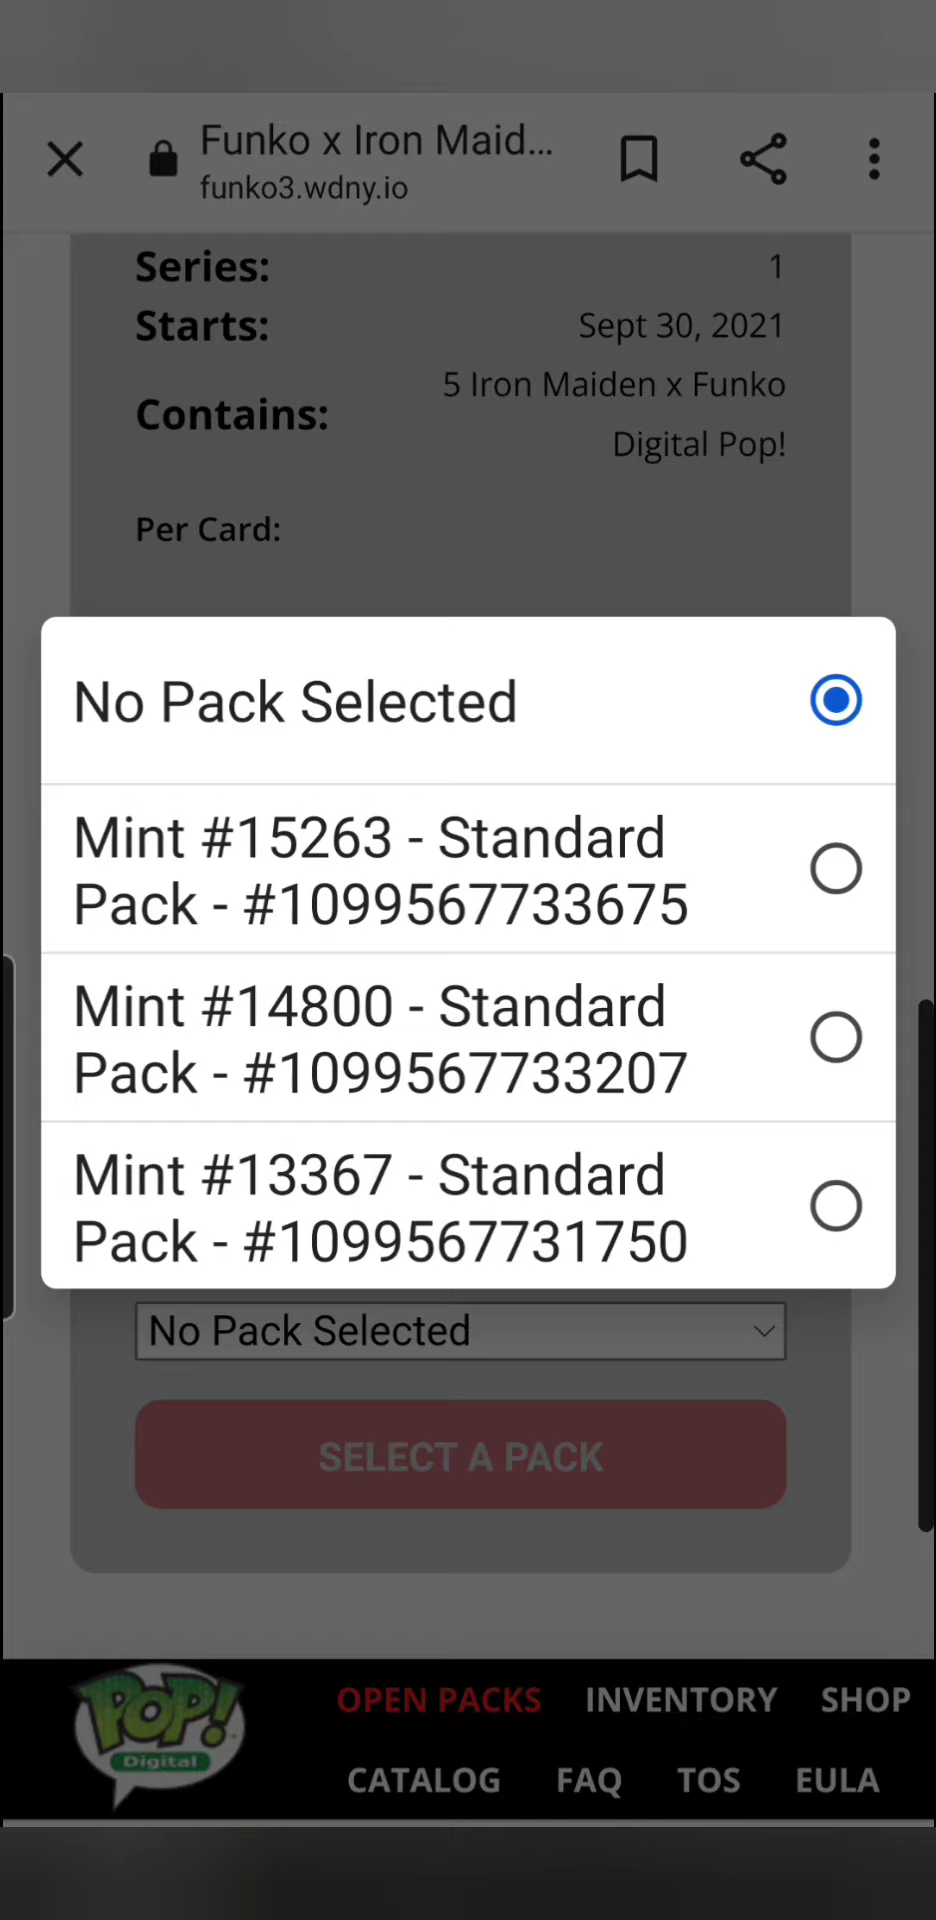 Funko x Iron Maid...
funko3.wdny.io
Series: 1
Starts: Sept 30, 2021
Contains: 5 Iron Maiden x Funko
Digital Pop!
Per Card:
No Pack Selected
Mint #15263 - Standard
Pack - #1099567733675
Mint #14800 - Standard
Pack - #1099567733207
Mint #13367 - Standard
Pack - #1099567731750
No Pack Selected
SELECT A PACK
POP!
Digital
OPEN PACKS INVENTORY SHOP
CATALOG FAQ TOS EULA